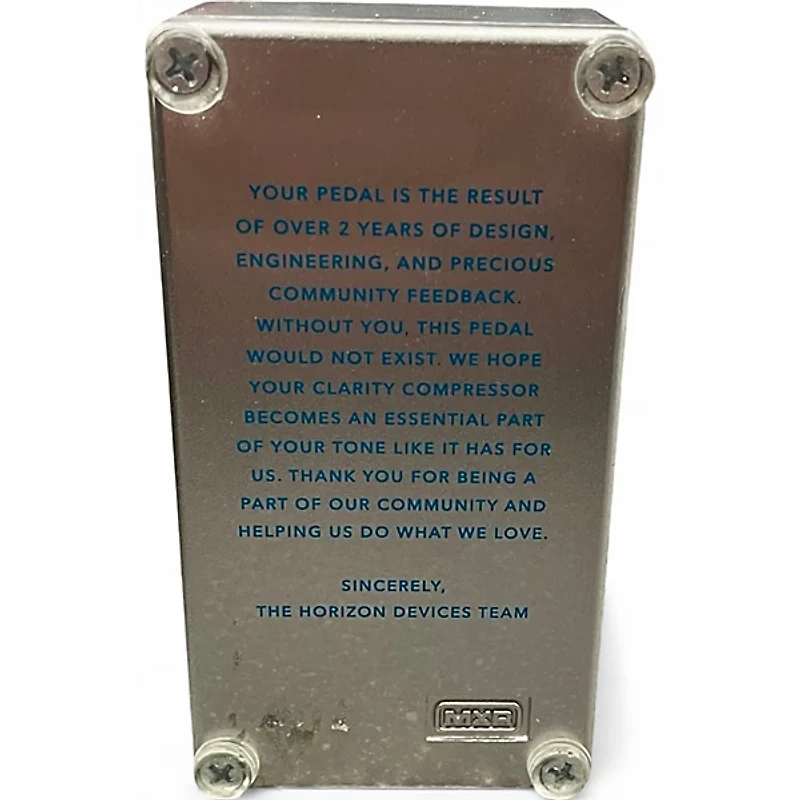 YOUR PEDAL IS THE RESULT
OF OVER 2 YEARS OF DESIGN,
ENGINEERING, AND PRECIOUS
COMMUNITY FEEDBACK.
WITHOUT YOU, THIS PEDAL
WOULD NOT EXIST. WE HOPE
YOUR CLARITY COMPRESSOR
BECOMES AN ESSENTIAL PART
OF YOUR TONE LIKE IT HAS FOR
US. THANK YOU FOR BEING A
PART OF OUR COMMUNITY AND
HELPING US DO WHAT WE LOVE.
SINCERELY,
THE HORIZON DEVICES TEAM
MXR